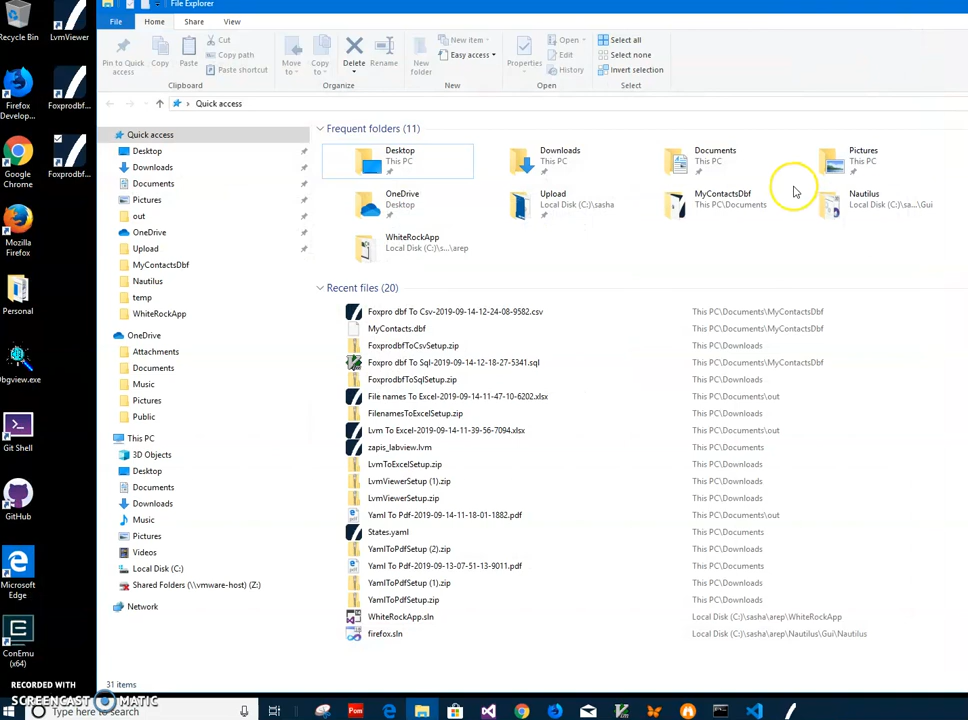 File Explorer
File
Home
Share
View
Pin to Quick access
Copy
Paste
Cut
Copy path
Paste shortcut
Clipboard
Move to
Copy to
Delete
Rename
Organize
New folder
New item
Easy access
New
Properties
Open
Edit
History
Open
Select all
Select none
Invert selection
Select
Quick access
Recycle Bin
LvmViewer
Firefox Develop...
Foxprodbf...
Google Chrome
Foxprodbf...
Mozilla Firefox
Personal
Dbgview.exe
Git Shell
GitHub
Microsoft Edge
ConEmu (x64)
Quick access
Desktop
Downloads
Documents
Pictures
out
OneDrive
Upload
MyContactsDbf
Nautilus
temp
WhiteRockApp
OneDrive
Attachments
Documents
Music
Pictures
Public
This PC
3D Objects
Desktop
Documents
Downloads
Music
Pictures
Videos
Local Disk (C:)
Shared Folders (\\vmware-host) (Z:)
Network
Frequent folders (11)
Desktop
This PC
Downloads
This PC
Documents
This PC
Pictures
This PC
OneDrive
Desktop
Upload
Local Disk (C:)\sasha
MyContactsDbf
This PC\Documents
Nautilus
Local Disk (C:)\sa...\Gui
WhiteRockApp
Local Disk (C:)\s...\arep
Recent files (20)
Foxpro dbf To Csv-2019-09-14-12-24-08-9582.csv This PC\Documents\MyContactsDbf
MyContacts.dbf This PC\Documents\MyContactsDbf
FoxprodbfToCsvSetup.zip This PC\Downloads
Foxpro dbf To Sql-2019-09-14-12-18-27-5341.sql This PC\Documents\MyContactsDbf
FoxprodbfToSqlSetup.zip This PC\Downloads
File names To Excel-2019-09-14-11-47-10-6202.xlsx This PC\Documents\out
FilenamesToExcelSetup.zip This PC\Downloads
Lvm To Excel-2019-09-14-11-39-56-7094.xlsx This PC\Documents\out
zapis_labview.lvm This PC\Documents
LvmToExcelSetup.zip This PC\Downloads
LvmViewerSetup (1).zip This PC\Downloads
LvmViewerSetup.zip This PC\Downloads
Yaml To Pdf-2019-09-14-11-18-01-1882.pdf This PC\Documents\out
States.yaml This PC\Documents
YamlToPdfSetup (2).zip This PC\Downloads
Yaml To Pdf-2019-09-13-07-51-13-9011.pdf This PC\Documents
YamlToPdfSetup (1).zip This PC\Downloads
YamlToPdfSetup.zip This PC\Downloads
WhiteRockApp.sln Local Disk (C:)\sasha\arep\WhiteRockApp
firefox.sln Local Disk (C:)\sasha\arep\Nautilus\Gui\Nautilus
31 items
RECORDED WITH
SCREENCAST MATIC
Type here to search
Pom